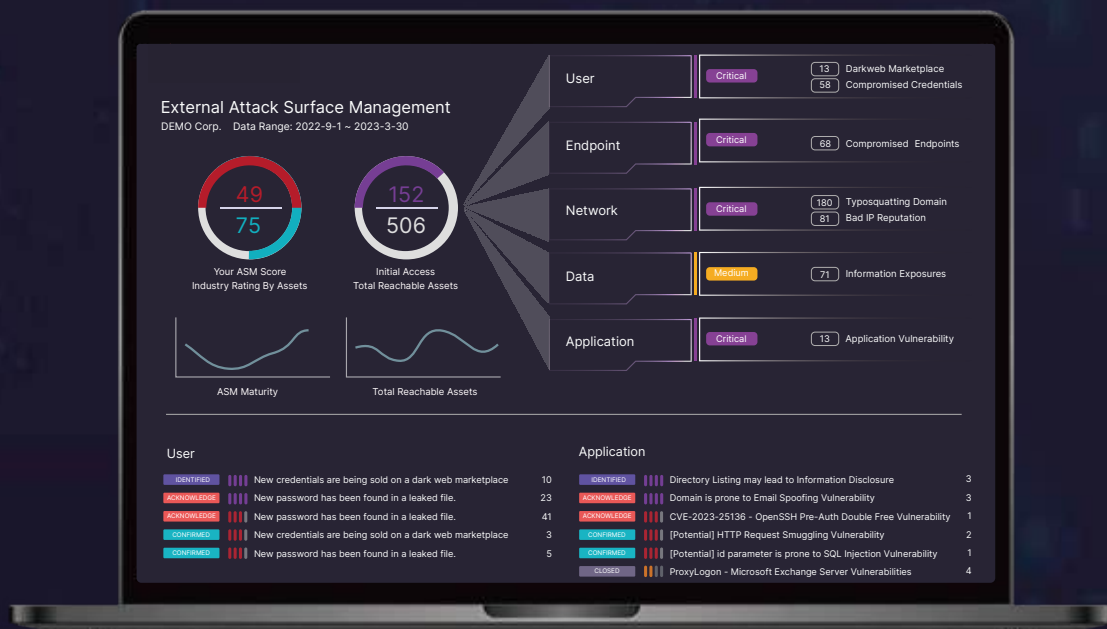 External Attack Surface Management
DEMO Corp. Data Range: 2022-9-1 ~ 2023-3-30
49
75
Your ASM Score
Industry Rating By Assets
152
506
Initial Access
Total Reachable Assets
ASM Maturity
Total Reachable Assets
User
Critical
13 Darkweb Marketplace
58 Compromised Credentials
Endpoint
Critical
68 Compromised Endpoints
Network
Critical
180 Typosquatting Domain
81 Bad IP Reputation
Data
Medium
71 Information Exposures
Application
Critical
13 Application Vulnerability
User
IDENTIFIED New credentials are being sold on a dark web marketplace 10
ACKNOWLEDGE New password has been found in a leaked file. 23
ACKNOWLEDGE New password has been found in a leaked file. 41
CONFIRMED New credentials are being sold on a dark web marketplace 3
CONFIRMED New password has been found in a leaked file. 5
Application
IDENTIFIED Directory Listing may lead to Information Disclosure 3
ACKNOWLEDGE Domain is prone to Email Spoofing Vulnerability 3
ACKNOWLEDGE CVE-2023-25136 - OpenSSH Pre-Auth Double Free Vulnerability 1
CONFIRMED [Potential] HTTP Request Smuggling Vulnerability 2
CONFIRMED [Potential] id parameter is prone to SQL Injection Vulnerability 1
CLOSED ProxyLogon - Microsoft Exchange Server Vulnerabilities 4